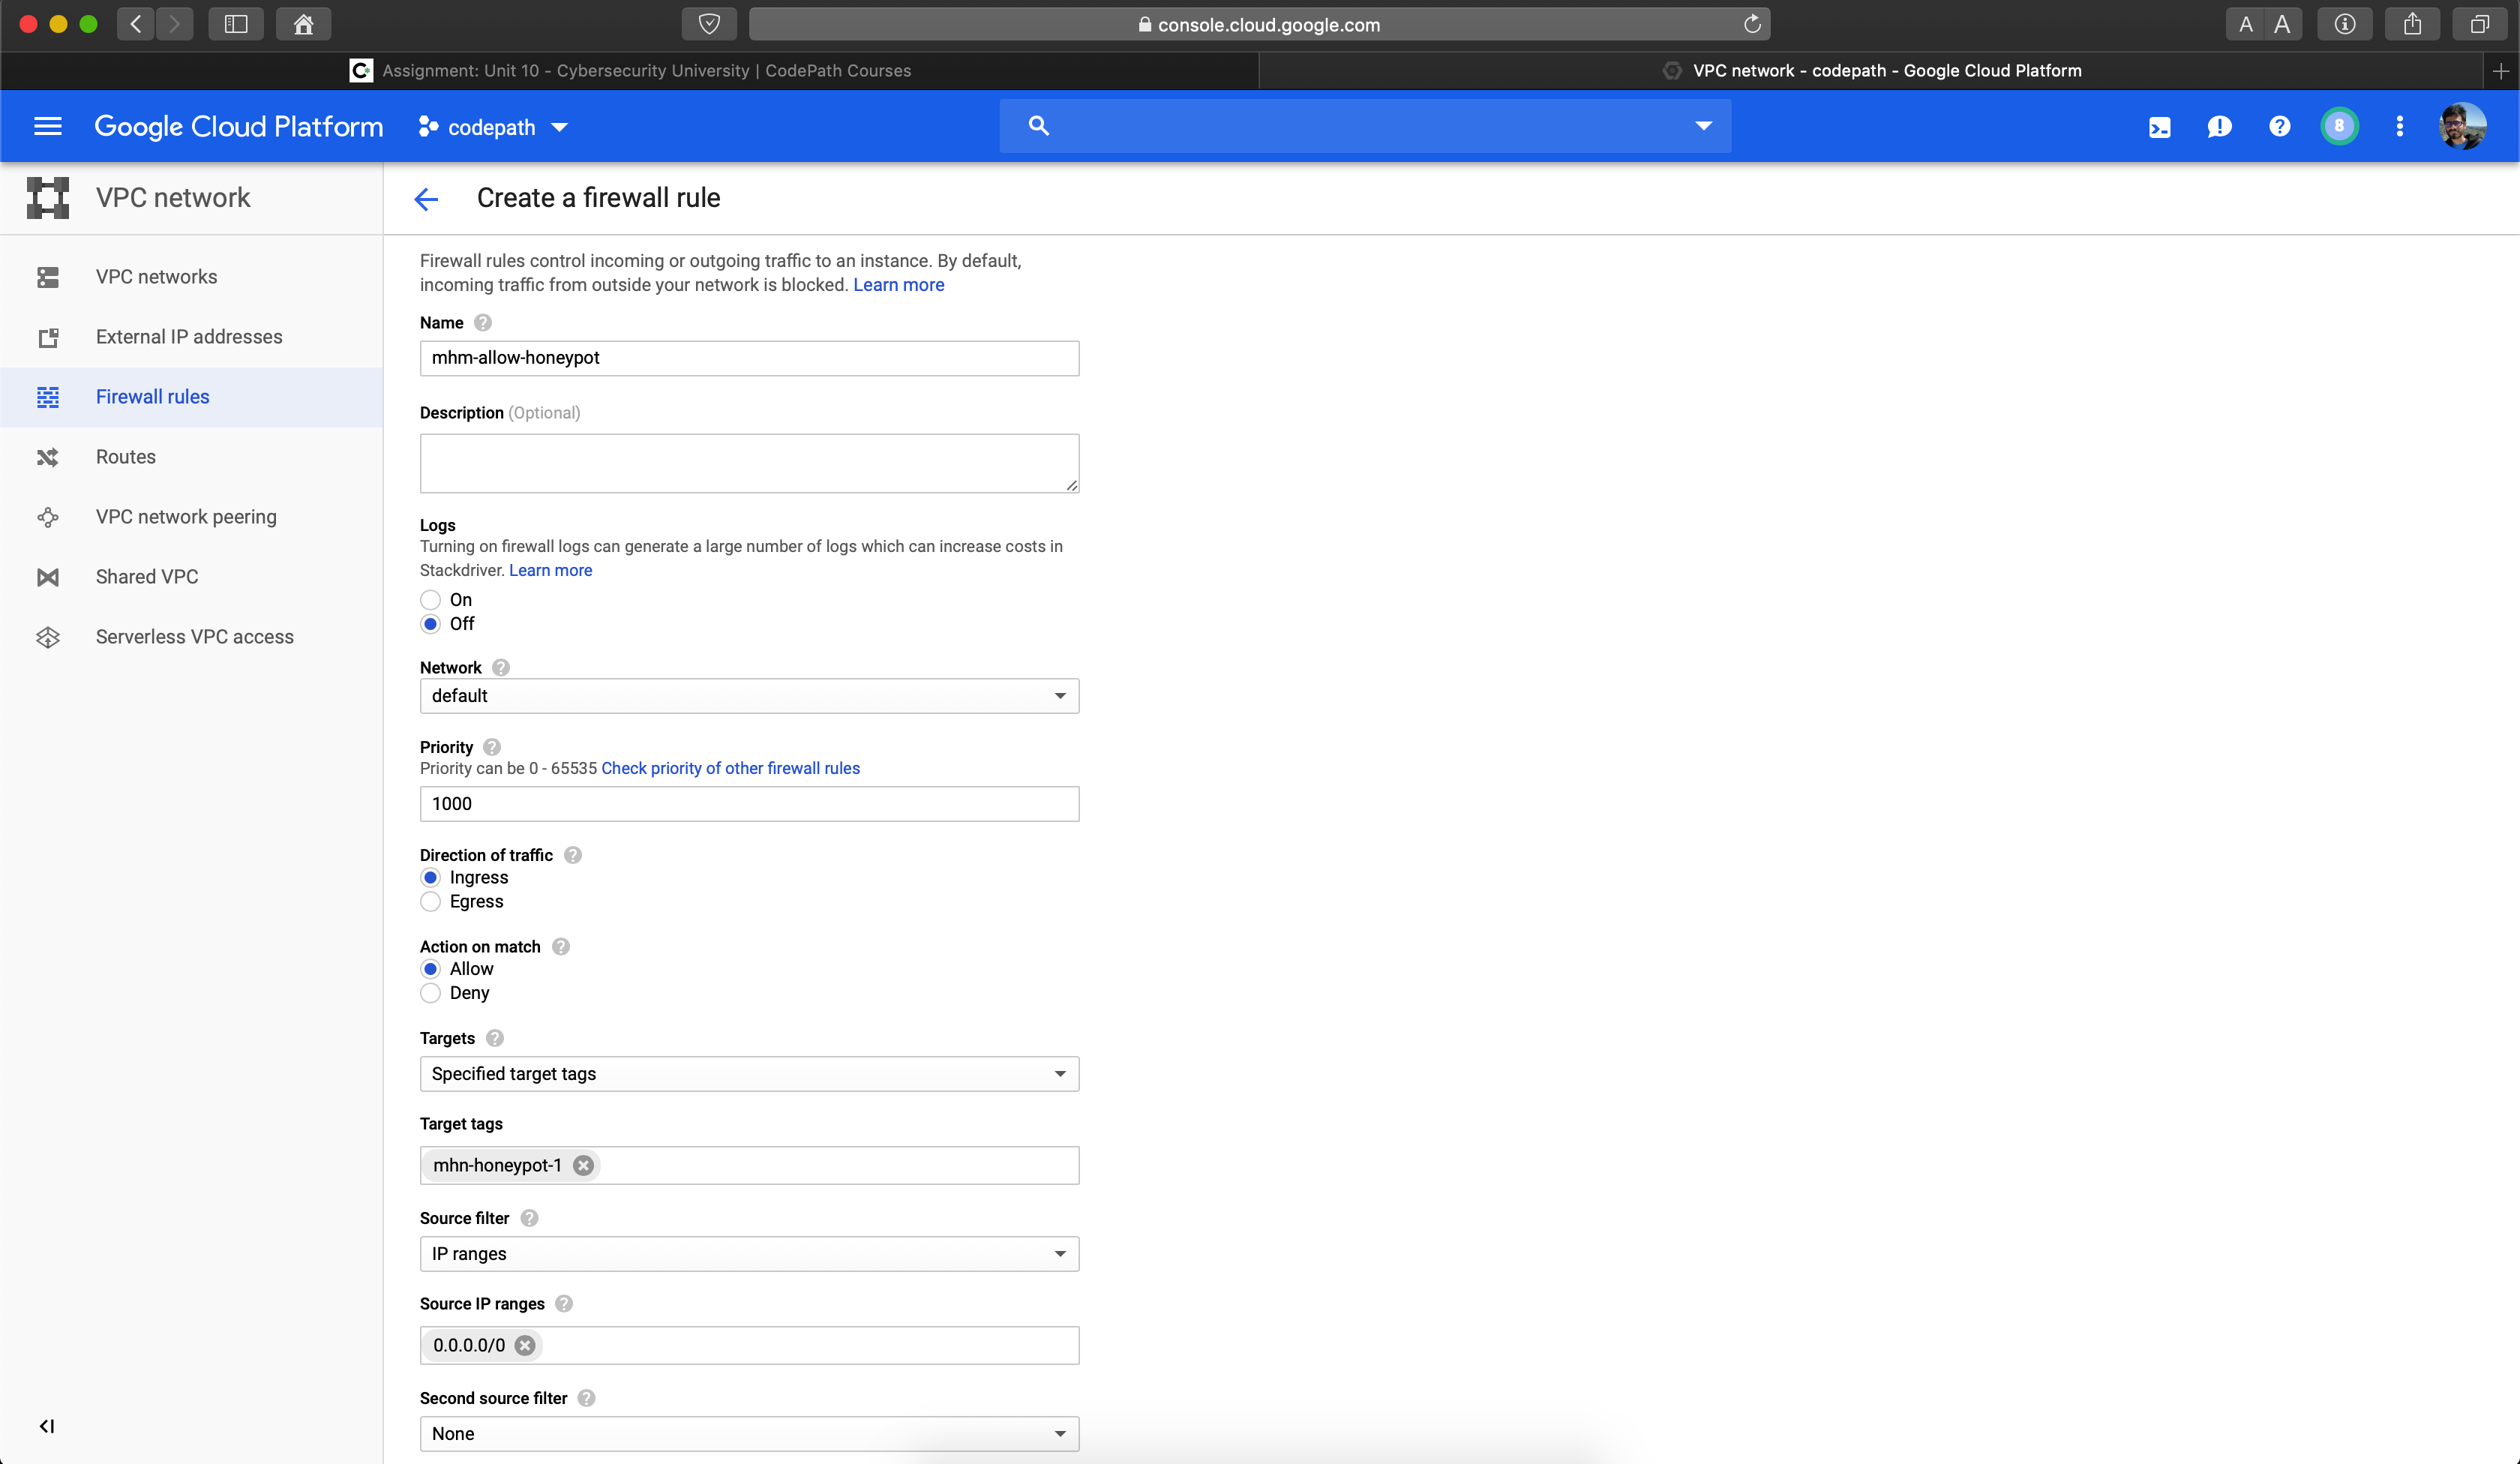 console.cloud.google.com
A A
C Assignment: Unit 10 - Cybersecurity University | CodePath Courses
VPC network - codepath - Google Cloud Platform
Google Cloud Platform
codepath
8
VPC network
Create a firewall rule
VPC networks
External IP addresses
Firewall rules
Routes
VPC network peering
Shared VPC
Serverless VPC access
Firewall rules control incoming or outgoing traffic to an instance. By default,
incoming traffic from outside your network is blocked. Learn more
Name
mhm-allow-honeypot
Description (Optional)
Logs
Turning on firewall logs can generate a large number of logs which can increase costs in
Stackdriver. Learn more
On
Off
Network
default
Priority
Priority can be 0 - 65535 Check priority of other firewall rules
1000
Direction of traffic
Ingress
Egress
Action on match
Allow
Deny
Targets
Specified target tags
Target tags
mhn-honeypot-1
Source filter
IP ranges
Source IP ranges
0.0.0.0/0
Second source filter
None